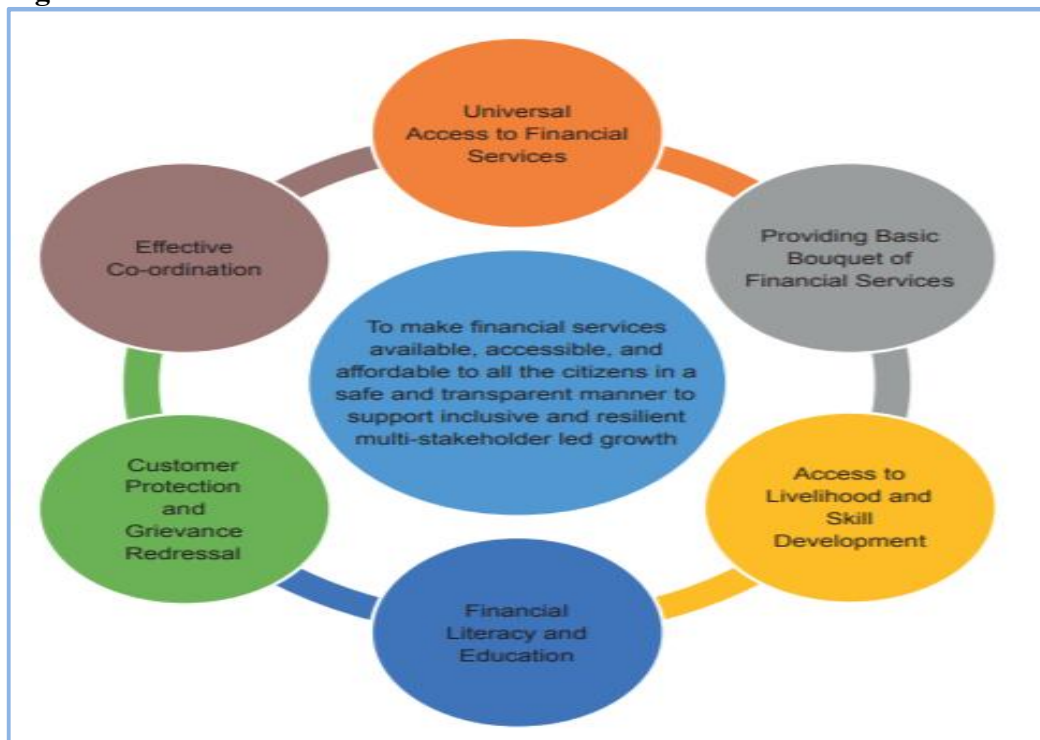 Universal
Access to Financial
Services
Providing Basic
Bouquet of
Financial Services
Access to
Livelihood and
Skill
Development
Financial
Literacy and
Education
Customer
Protection
and
Grievance
Redressal
Effective
Co-ordination
To make financial services
available, accessible, and
affordable to all the citizens in a
safe and transparent manner to
support inclusive and resilient
multi-stakeholder led growth